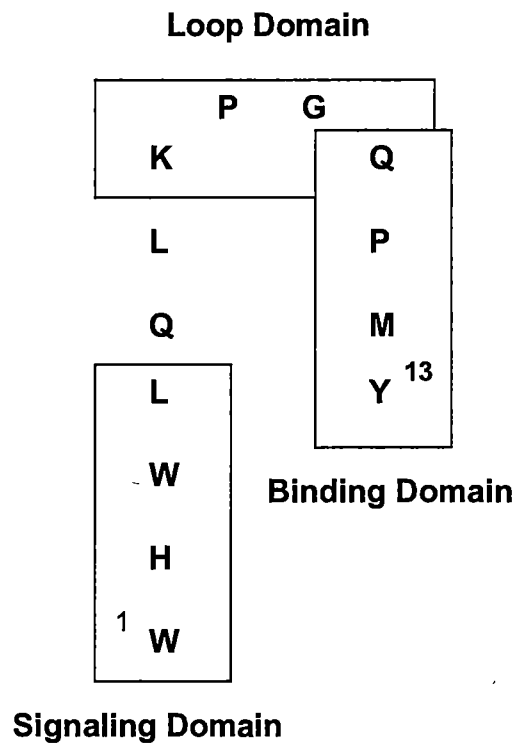 Loop Domain
P G
K Q
L P
Q M
L Y 13
W
Binding Domain
H
1 W
Signaling Domain